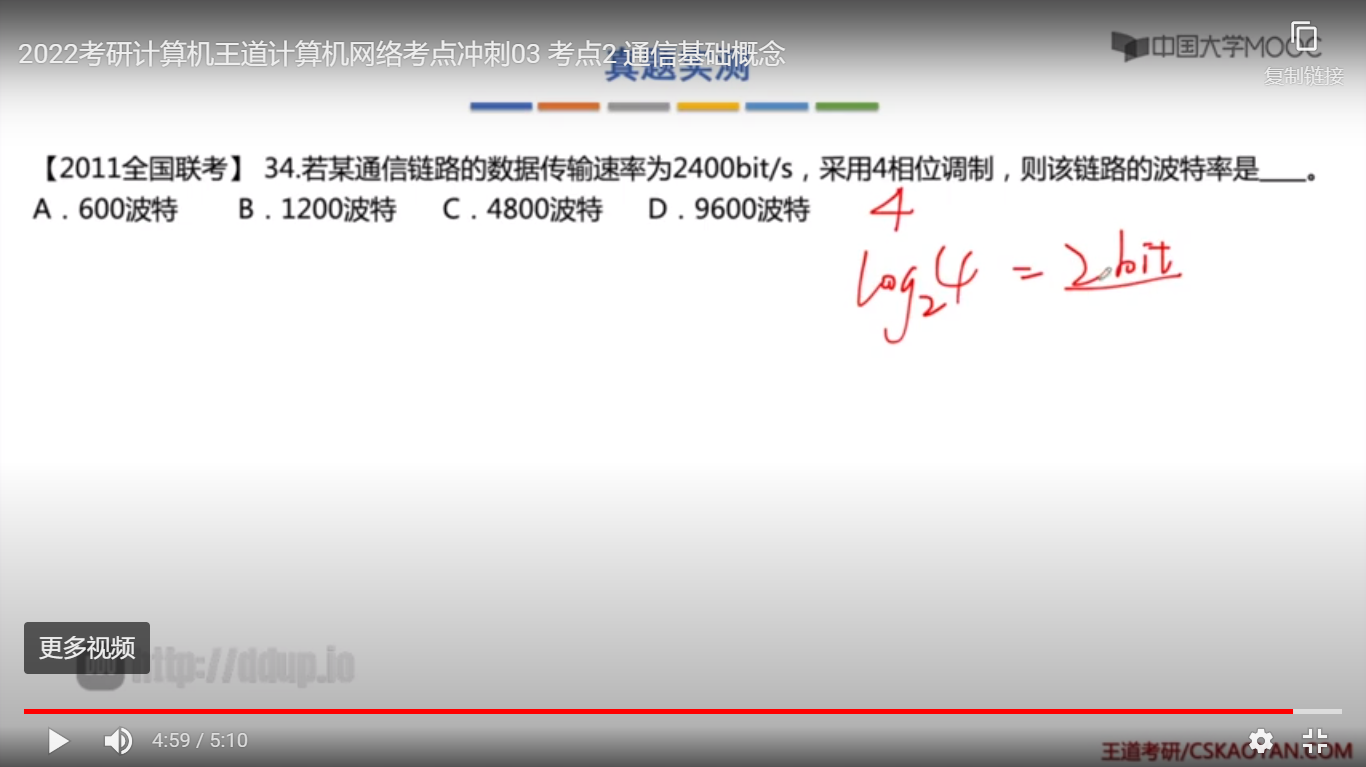 2022考研计算机王道计算机网络考点冲刺03 考点2 通信基础概念
真题实测
中国大学MOOC
复制链接
【2011全国联考】 34.若某通信链路的数据传输速率为2400bit/s，采用4相位调制，则该链路的波特率是____。
A．600波特 B．1200波特 C．4800波特 D．9600波特
4
log₂4 = 2bit
更多视频
http://ddup.io
4:59 / 5:10
王道考研/CSKAOYAN.COM